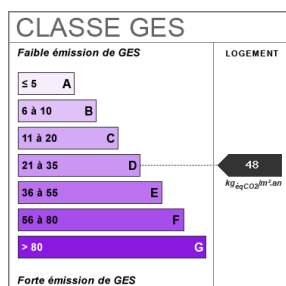 CLASSE GES
Faible émission de GES
LOGEMENT
≤ 5 A
6 à 10 B
11 à 20 C
21 à 35 D
48
kgéqCO2/m².an
36 à 55 E
56 à 80 F
> 80 G
Forte émission de GES